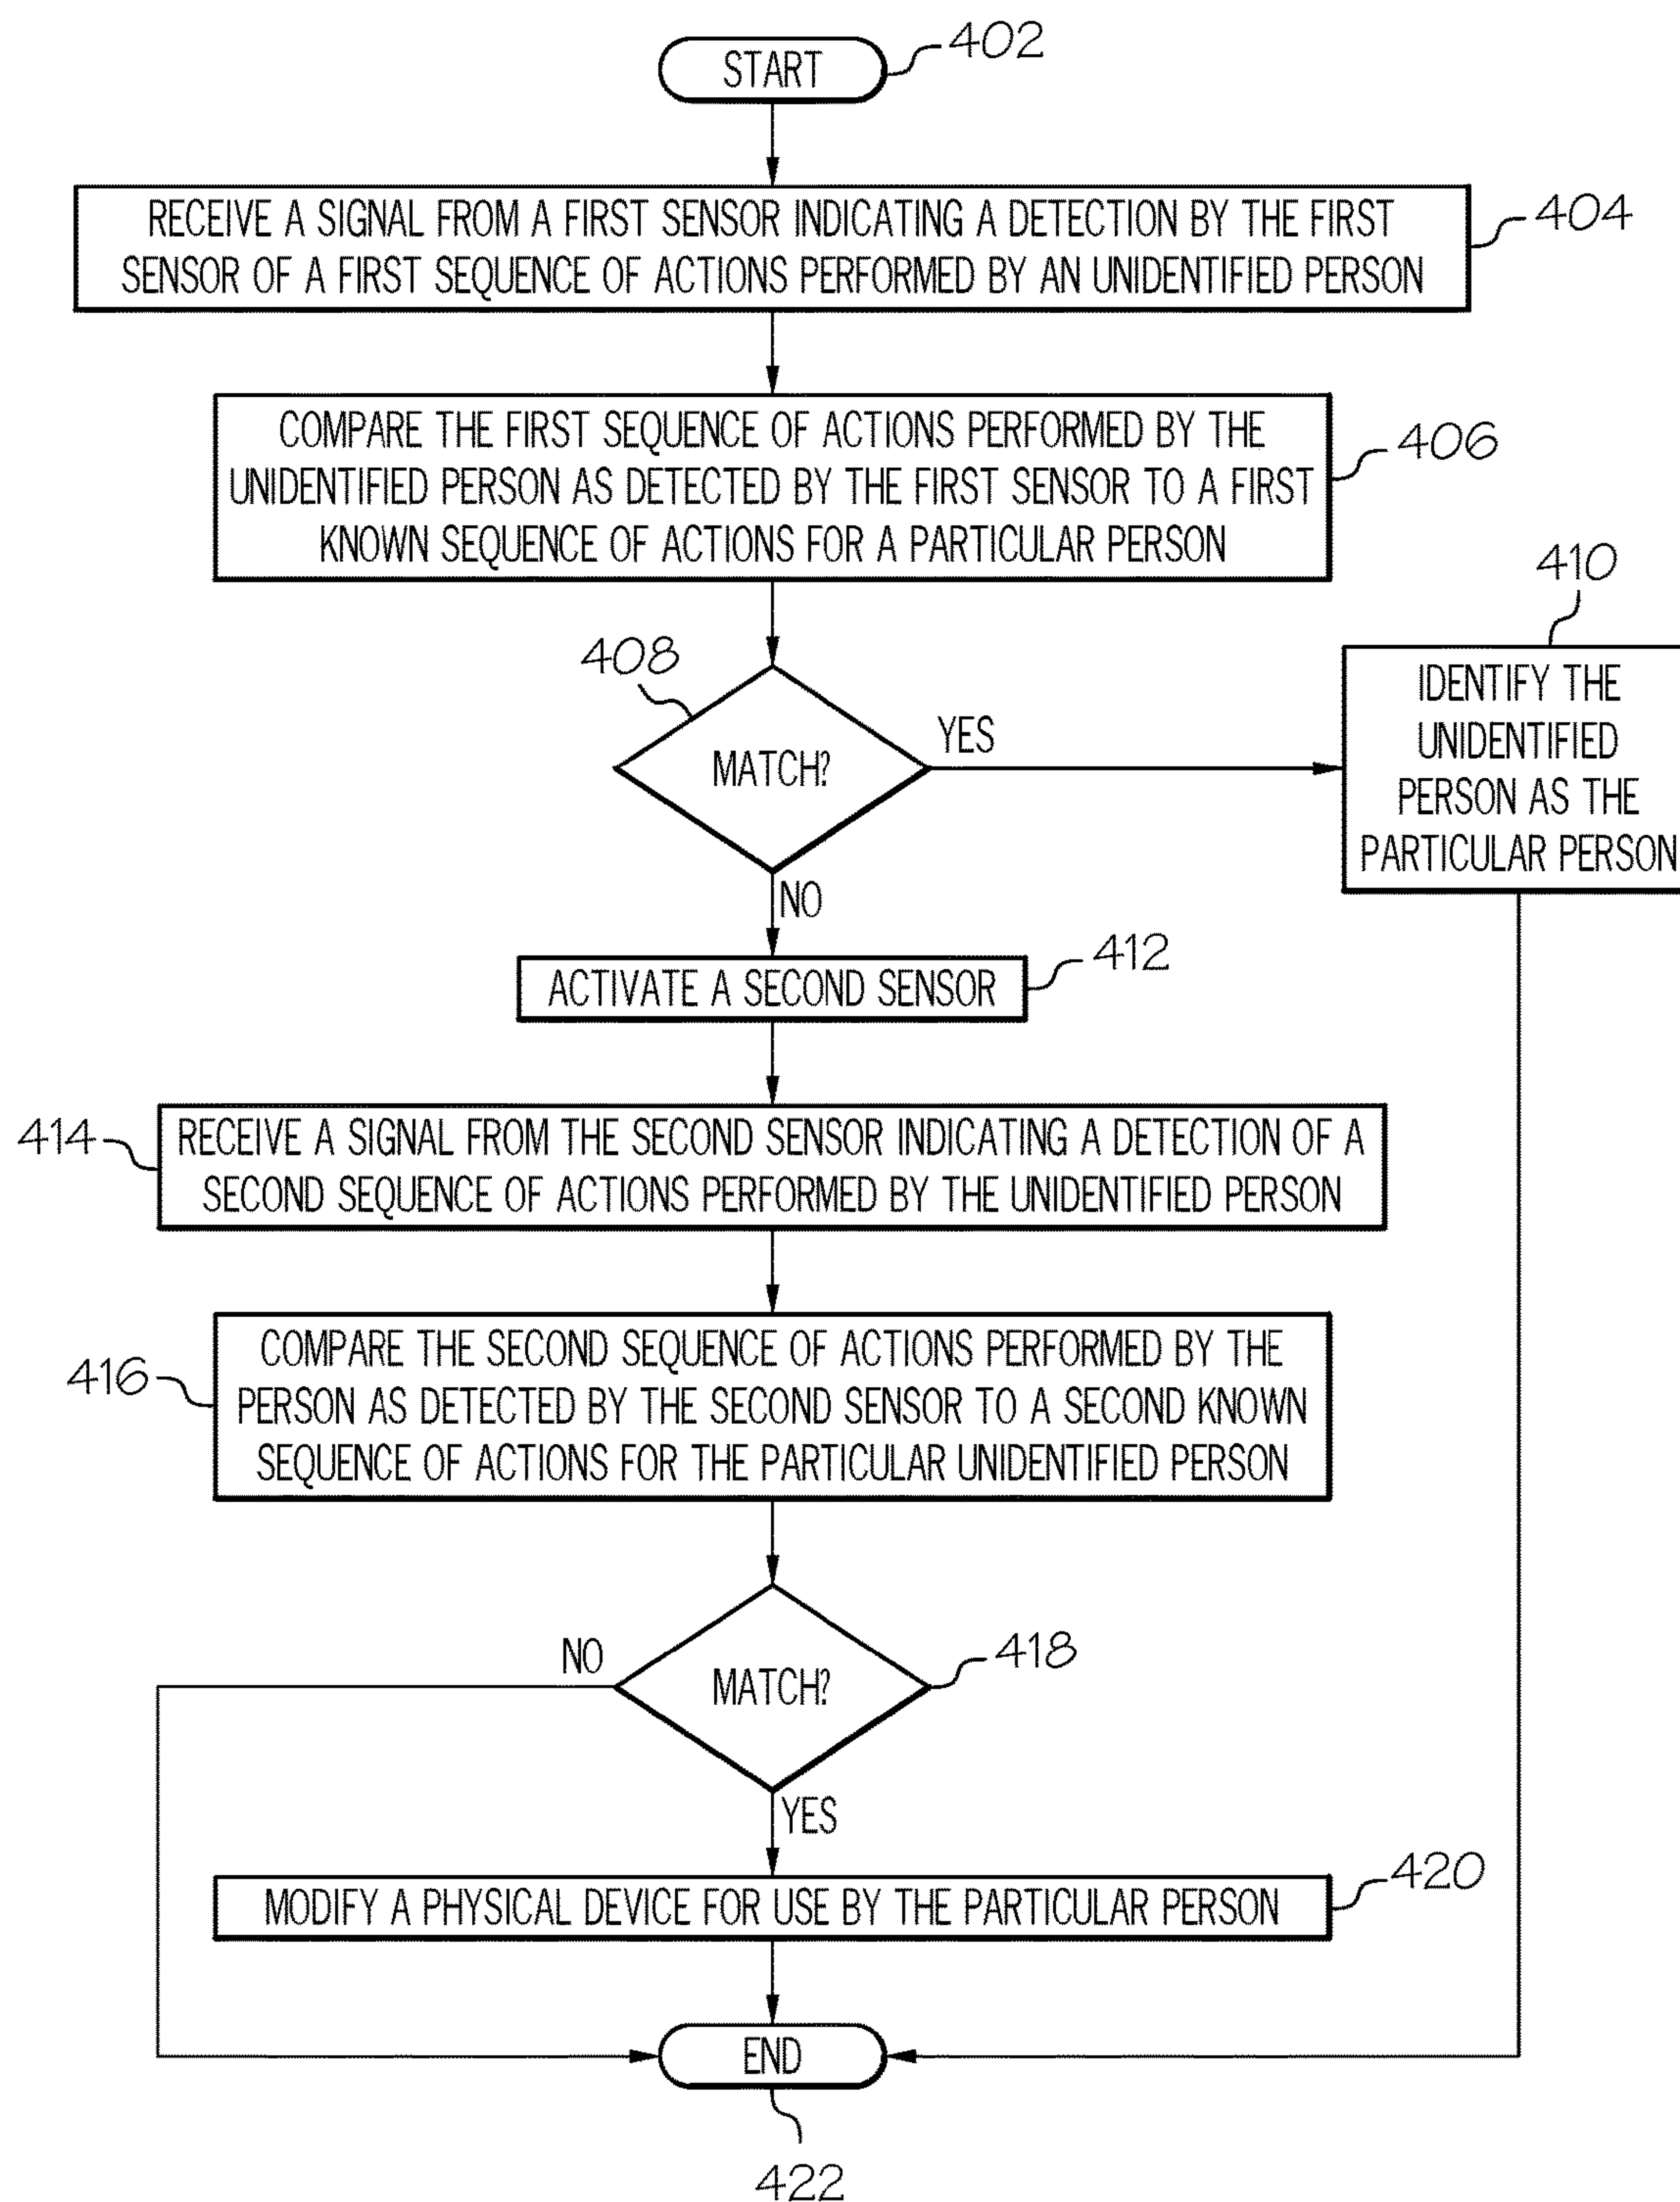 START
402
RECEIVE A SIGNAL FROM A FIRST SENSOR INDICATING A DETECTION BY THE FIRST
SENSOR OF A FIRST SEQUENCE OF ACTIONS PERFORMED BY AN UNIDENTIFIED PERSON
404
COMPARE THE FIRST SEQUENCE OF ACTIONS PERFORMED BY THE
UNIDENTIFIED PERSON AS DETECTED BY THE FIRST SENSOR TO A FIRST
KNOWN SEQUENCE OF ACTIONS FOR A PARTICULAR PERSON
406
408
MATCH?
YES
410
IDENTIFY THE
UNIDENTIFIED
PERSON AS THE
PARTICULAR PERSON
NO
ACTIVATE A SECOND SENSOR
412
414
RECEIVE A SIGNAL FROM THE SECOND SENSOR INDICATING A DETECTION OF A
SECOND SEQUENCE OF ACTIONS PERFORMED BY THE UNIDENTIFIED PERSON
416
COMPARE THE SECOND SEQUENCE OF ACTIONS PERFORMED BY THE
PERSON AS DETECTED BY THE SECOND SENSOR TO A SECOND KNOWN
SEQUENCE OF ACTIONS FOR THE PARTICULAR UNIDENTIFIED PERSON
NO
MATCH?
418
YES
MODIFY A PHYSICAL DEVICE FOR USE BY THE PARTICULAR PERSON
420
END
422